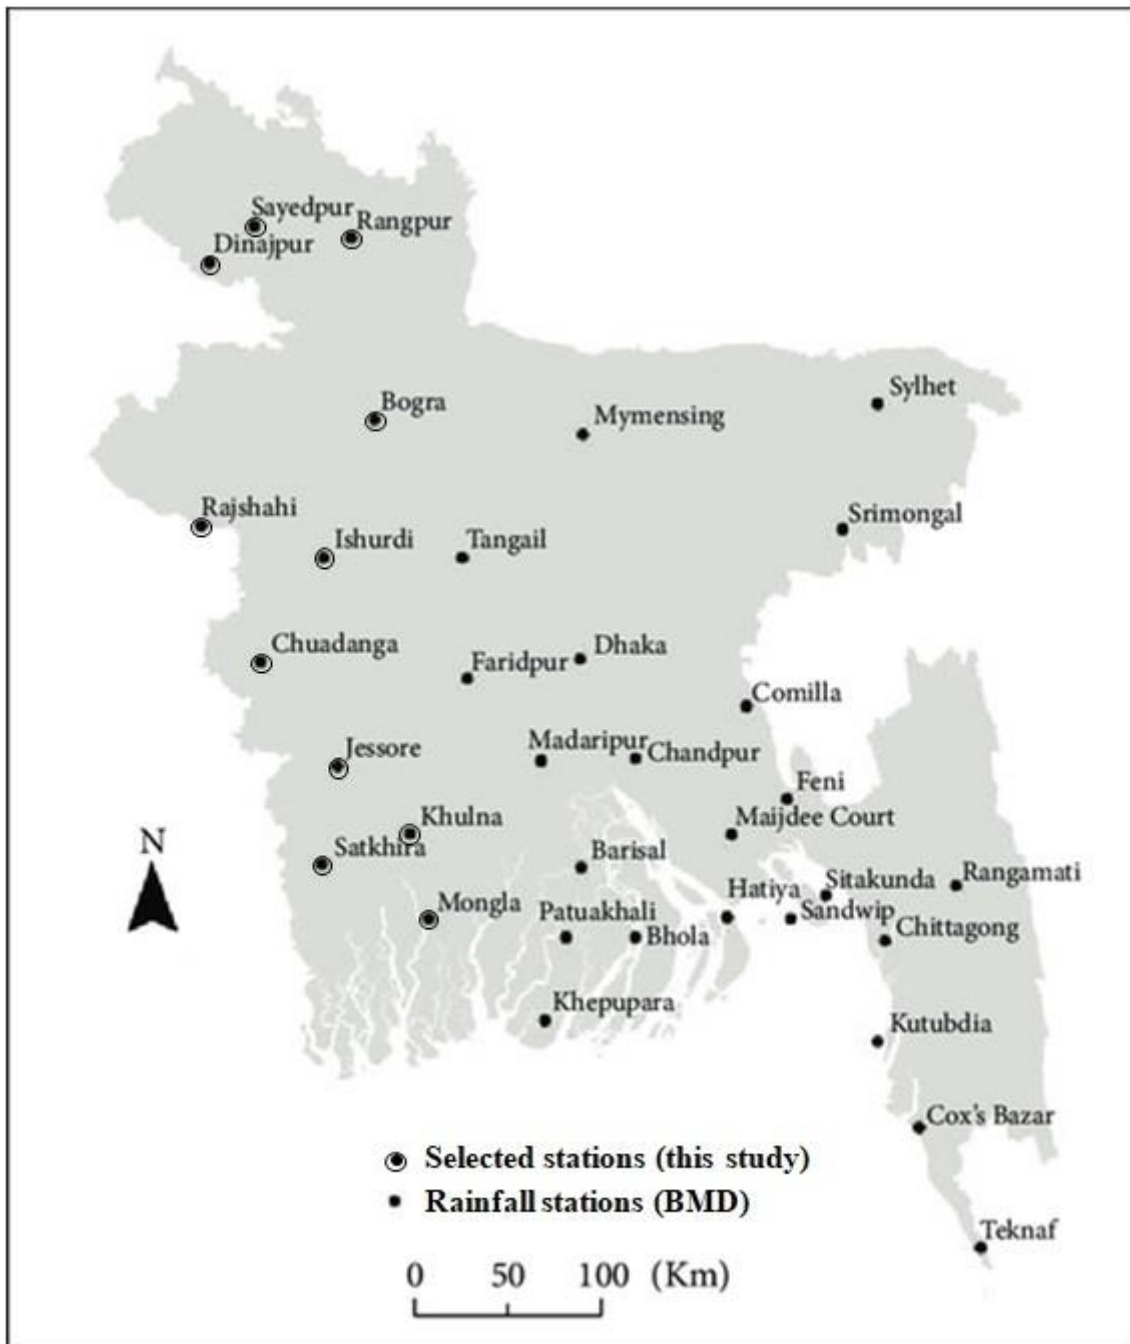 Sayedpur
Rangpur
Dinajpur
Bogra
Sylhet
Mymensing
Rajshahi
Srimongal
Ishurdi
Tangail
Chuadanga
Dhaka
Faridpur
Comilla
Jessore
Madaripur
Chandpur
Feni
Khulna
Maijdee Court
N
Satkhira
Barisal
Rangamati
Sitakunda
Hatiya
Mongla
Patuakhali
Sandwip
Bhola
Chittagong
Khepupara
Kutubdia
Cox's Bazar
Selected stations (this study)
Rainfall stations (BMD)
Teknaf
0 50 100 (Km)